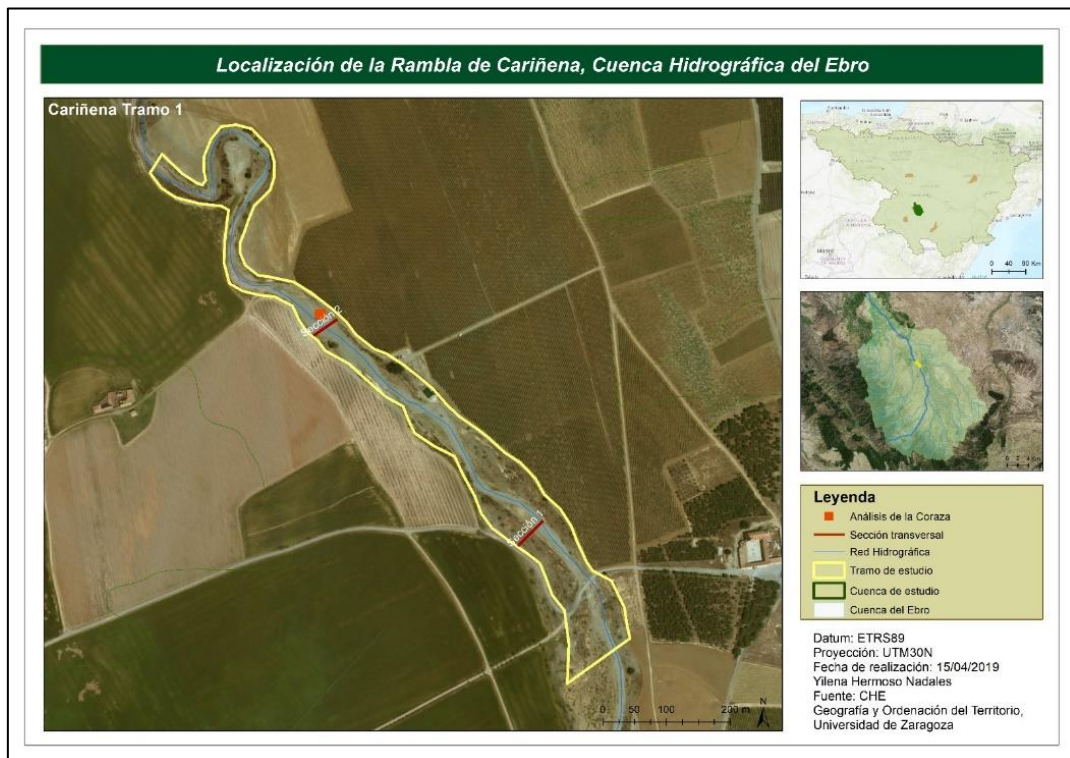 Localización de la Rambla de Cariñena, Cuenca Hidrográfica del Ebro
Cariñena Tramo 1
Sección 2
Sección 1
0 50 100 200 m
N
0 40 80 Km
Leyenda
Análisis de la Coraza
Sección transversal
Red Hidrográfica
Tramo de estudio
Cuenca de estudio
Cuenca del Ebro
Datum: ETRS89
Proyección: UTM30N
Fecha de realización: 15/04/2019
Yilena Hermoso Nadales
Fuente: CHE
Geografía y Ordenación del Territorio,
Universidad de Zaragoza